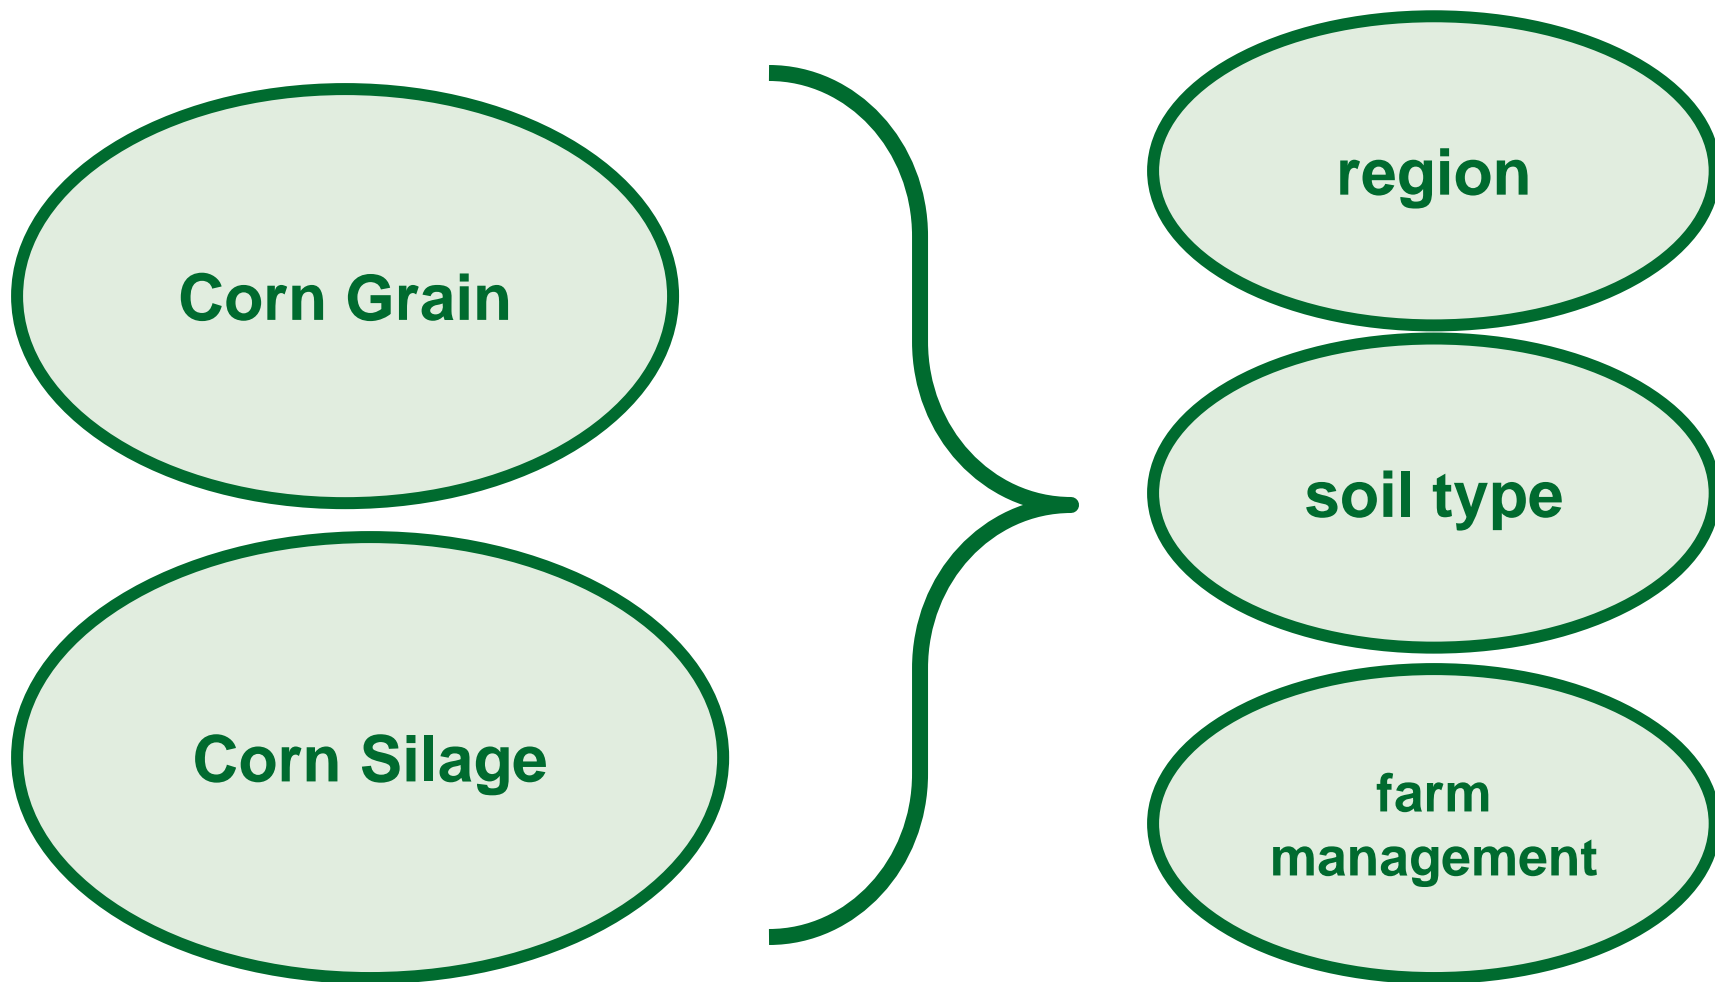 Corn Grain
Corn Silage
region
soil type
farm
management